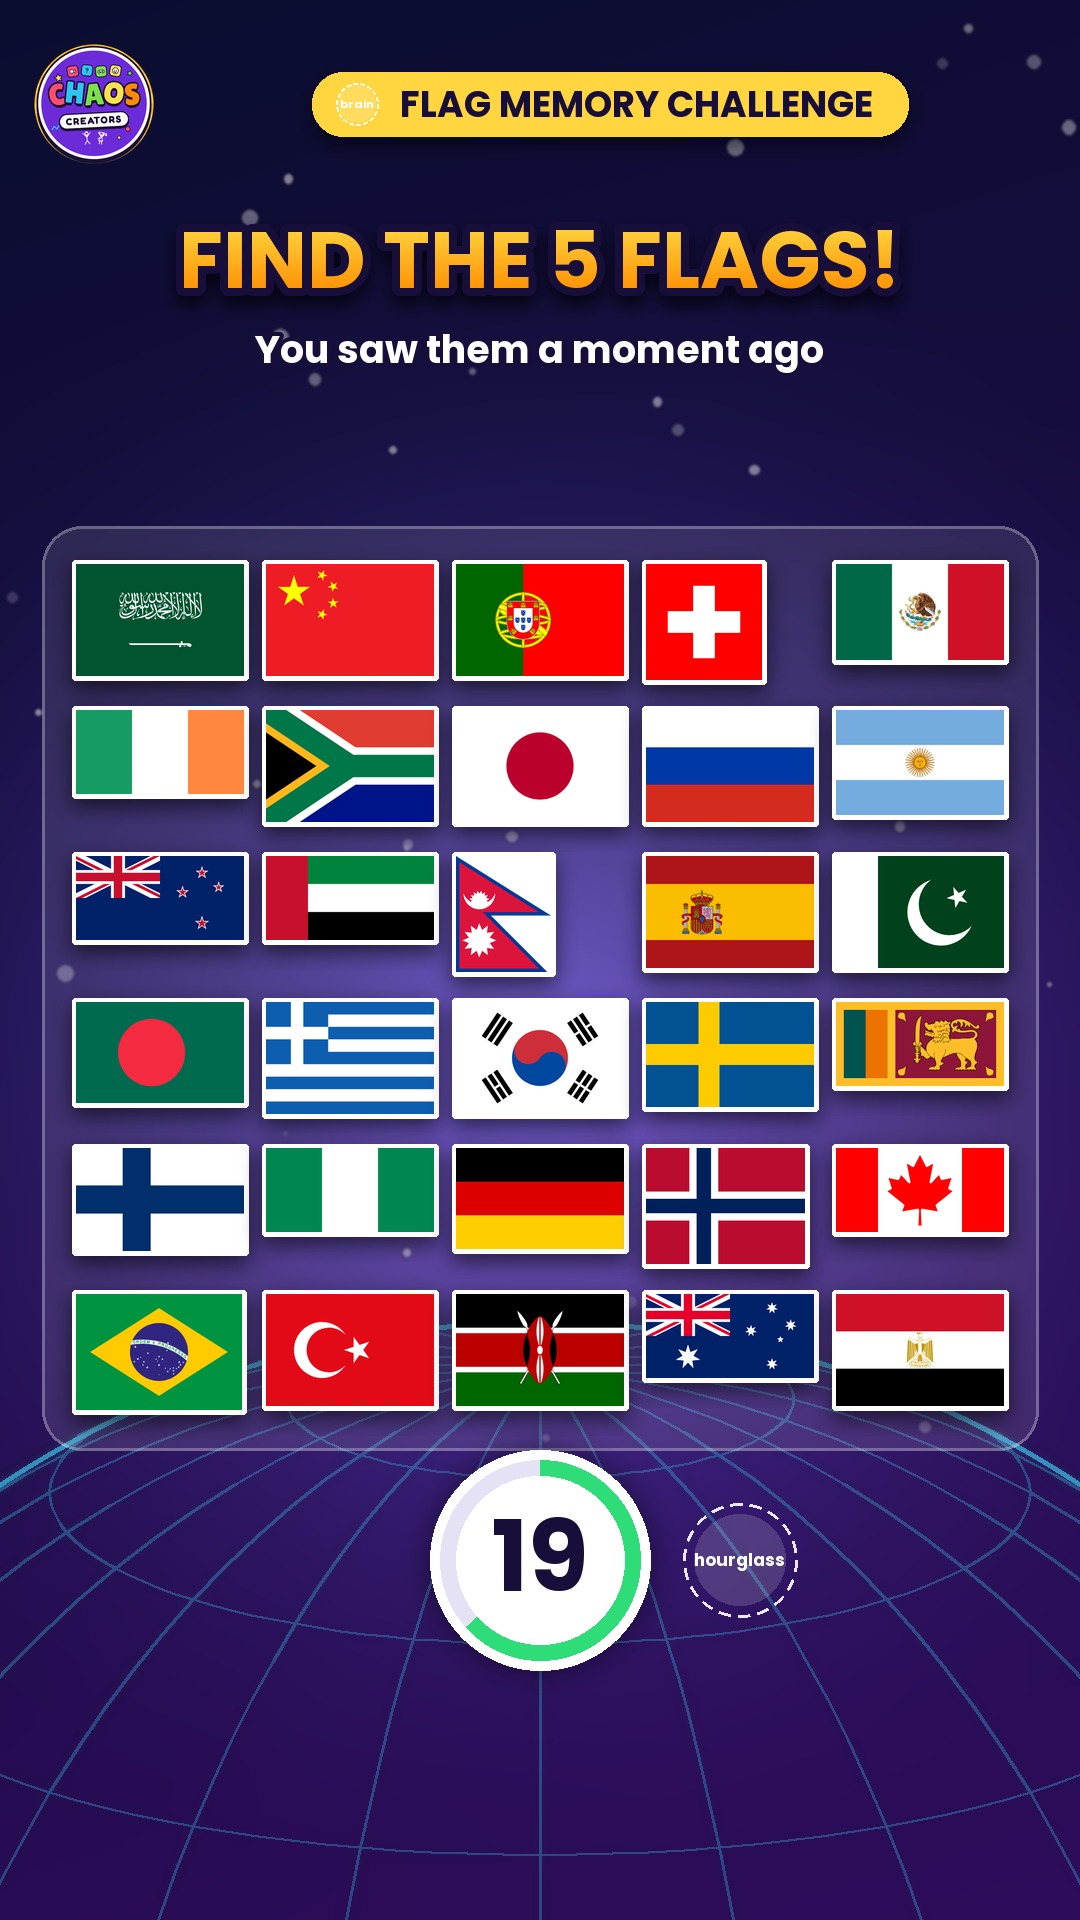 CHAOS
CREATORS
brain
FLAG MEMORY CHALLENGE
FIND THE 5 FLAGS!
You saw them a moment ago
19
hourglass